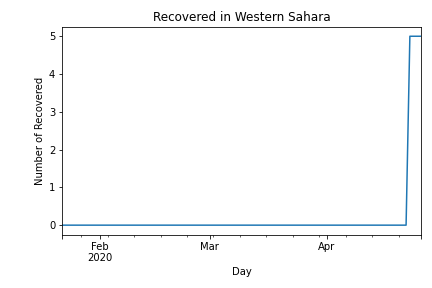 Recovered in Western Sahara
Number of Recovered
5
4
3
2
1
0
Feb
2020
Mar
Apr
Day